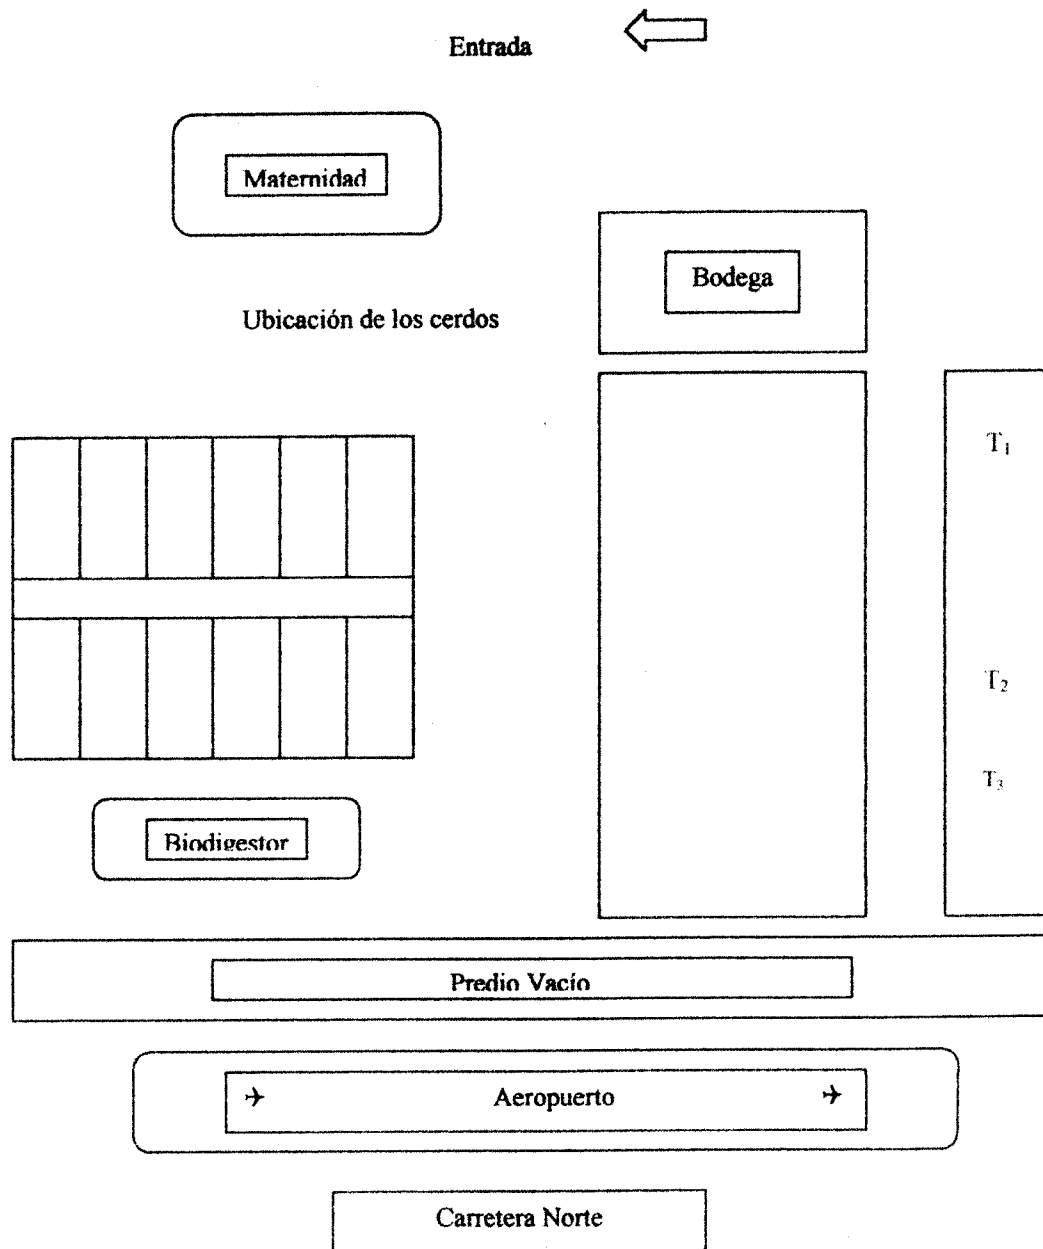 Entrada
Maternidad
Bodega
Ubicación de los cerdos
T₁
T₂
T₃
Biodigestor
Predio Vacío
Aeropuerto
Carretera Norte